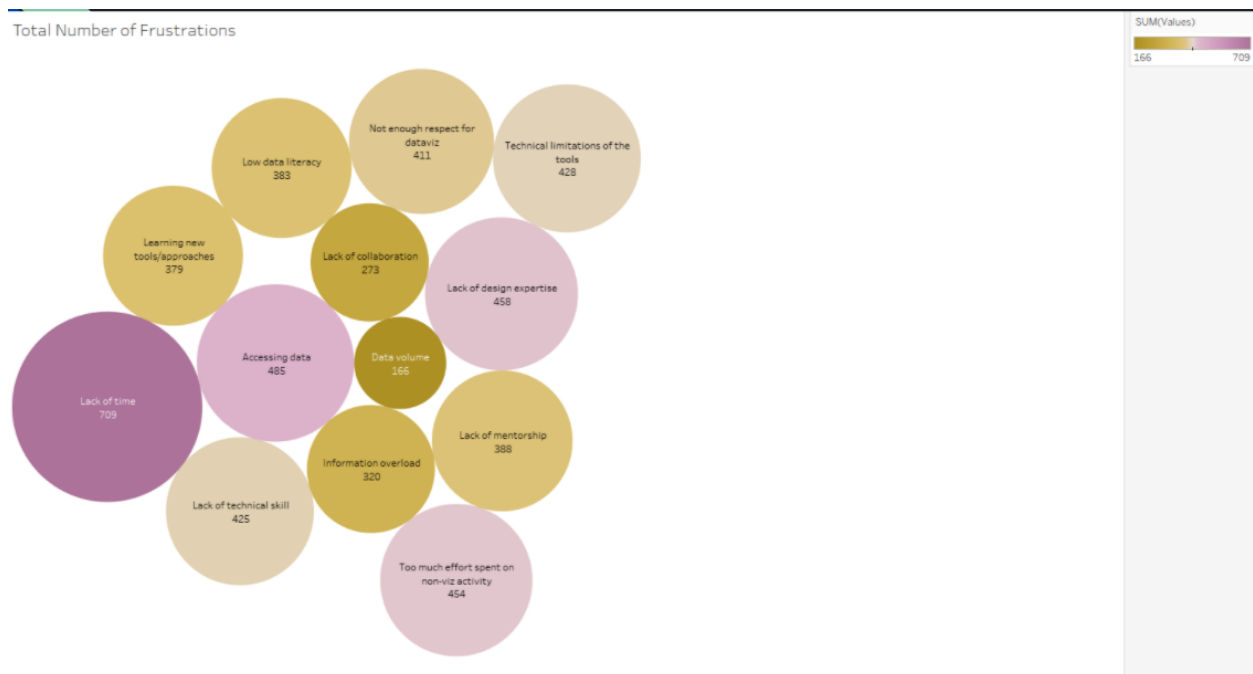 Total Number of Frustrations
SUM(Values)
166
709
Not enough respect for
dataviz
411
Technical limitations of the
tools
428
Low data literacy
383
Learning new
tools/approaches
379
Lack of collaboration
273
Lack of design expertise
458
Accessing data
485
Data volume
166
Lack of time
709
Lack of mentorship
388
Information overload
320
Lack of technical skill
425
Too much effort spent on
non-viz activity
454